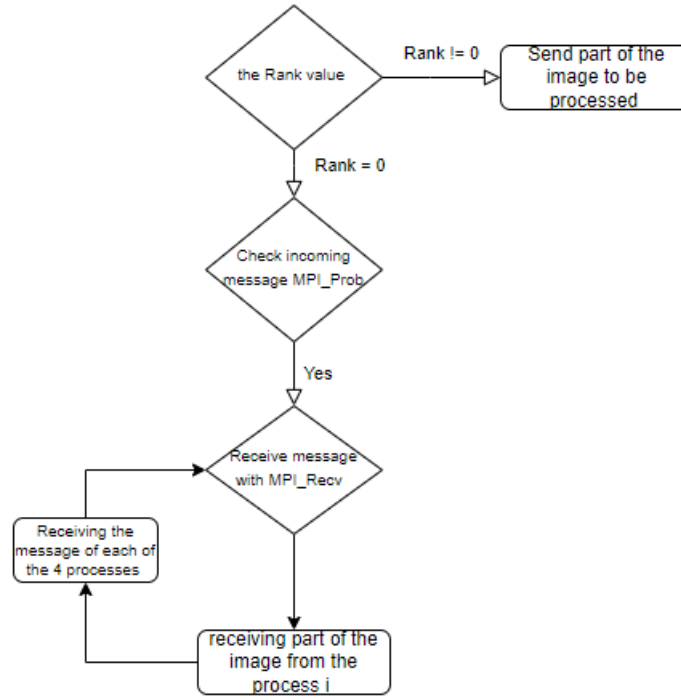 the Rank value
Rank != 0
Send part of the
image to be
processed
Rank = 0
Check incoming
message MPI_Prob
Yes
Receive message
with MPI_Recv
Receiving the
message of each of
the 4 processes
receiving part of the
image from the
process i